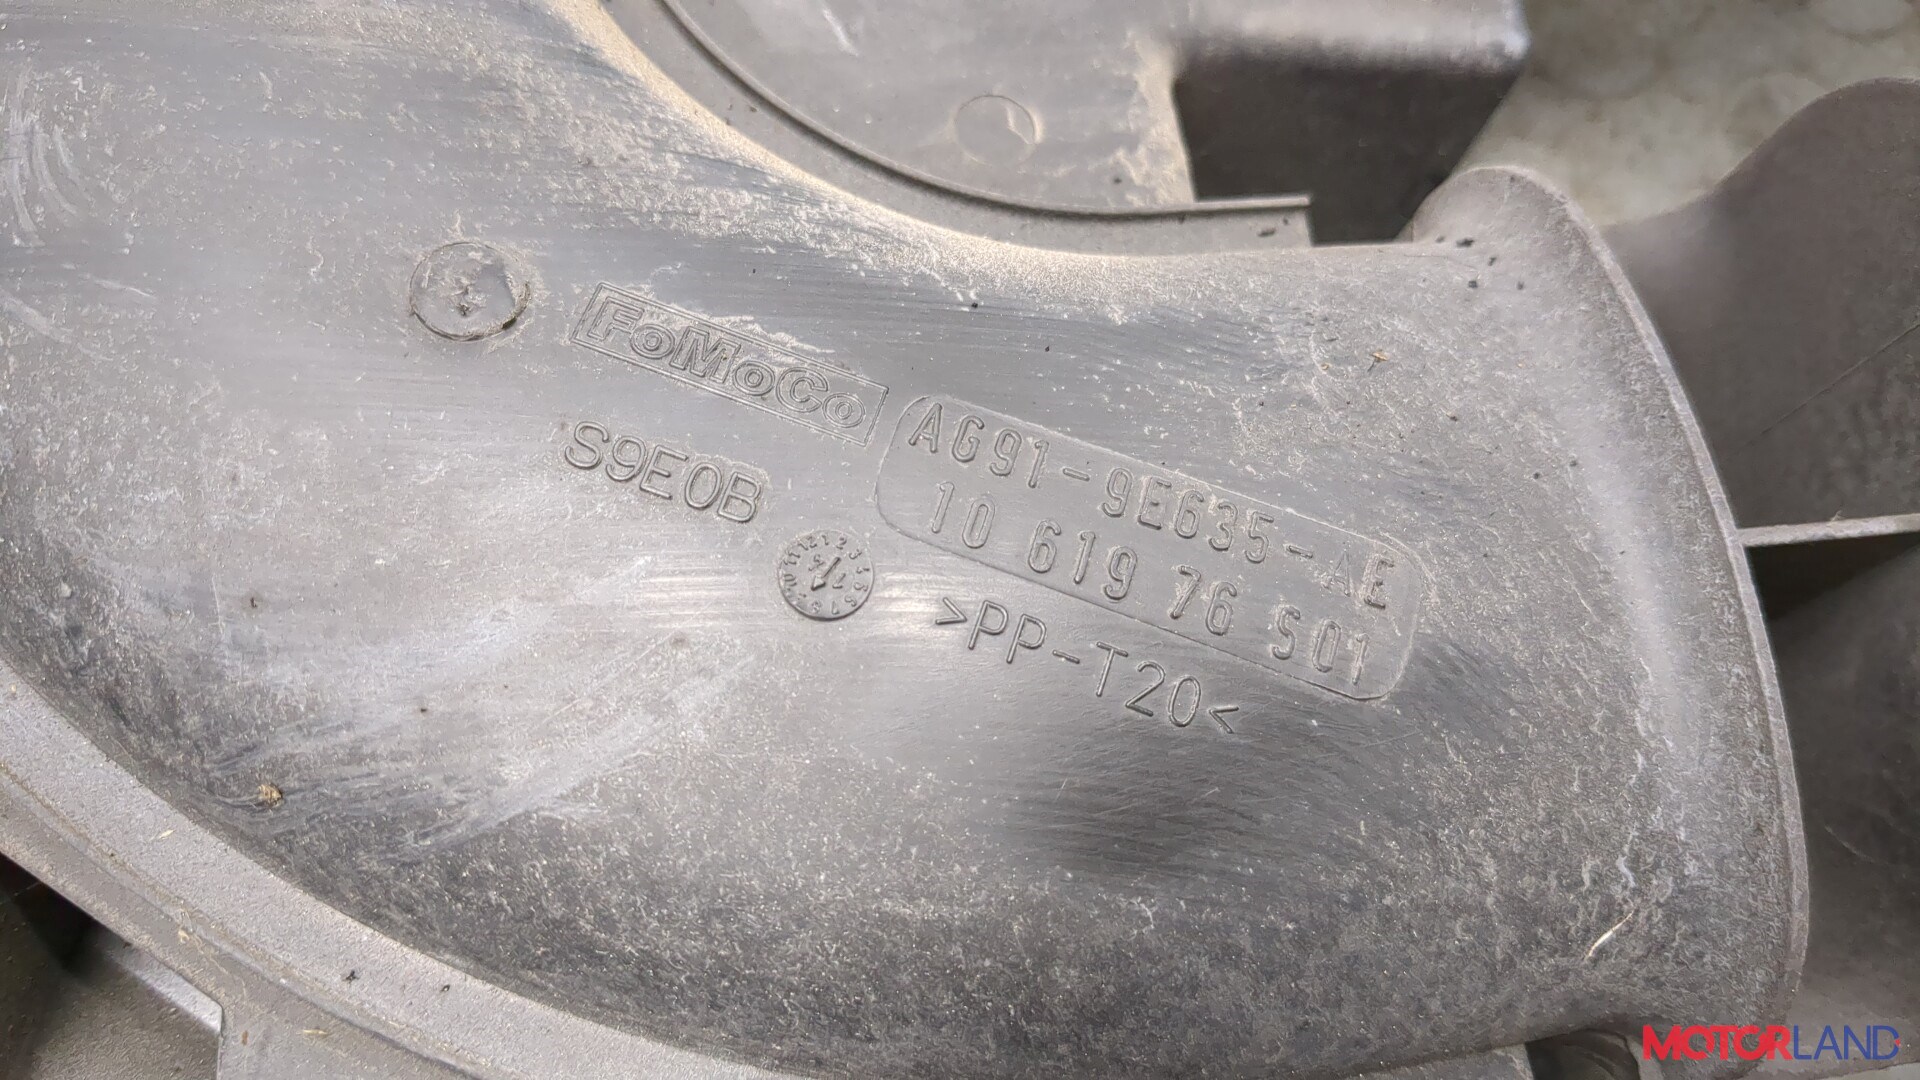 FoMoCo
AG91-9E635-AE
10 619 76 S01
S9E0B
>PP-T20<
MOTORLAND